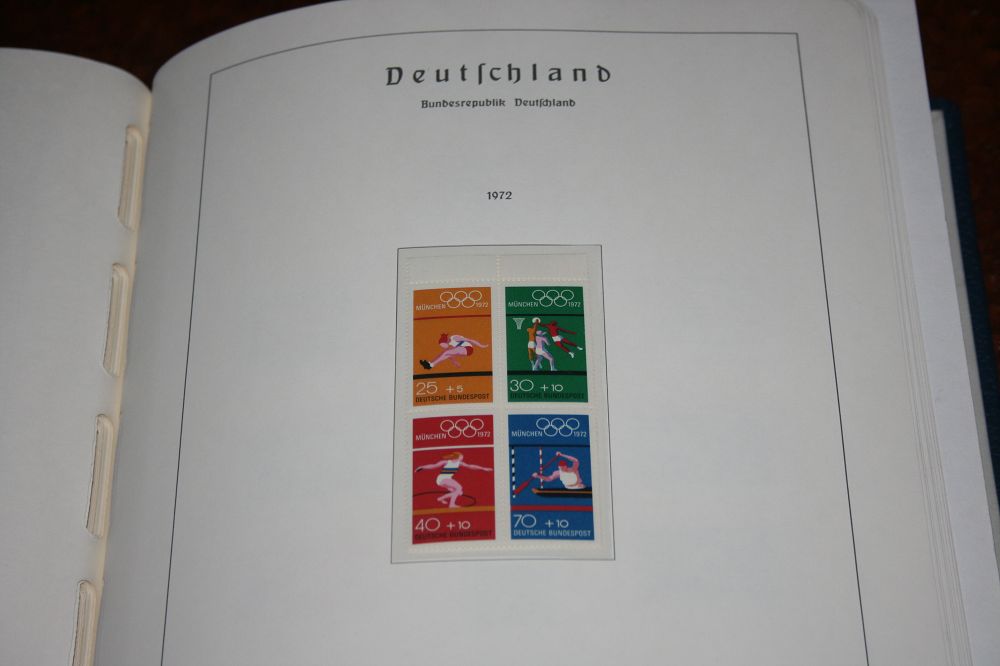 Deutſchland
Bundesrepublik Deutſchland
1972
MÜNCHEN 1972
25 +5
DEUTSCHE BUNDESPOST
MÜNCHEN 1972
30 +10
DEUTSCHE BUNDESPOST
MÜNCHEN 1972
40 +10
DEUTSCHE BUNDESPOST
MÜNCHEN 1972
70 +10
DEUTSCHE BUNDESPOST